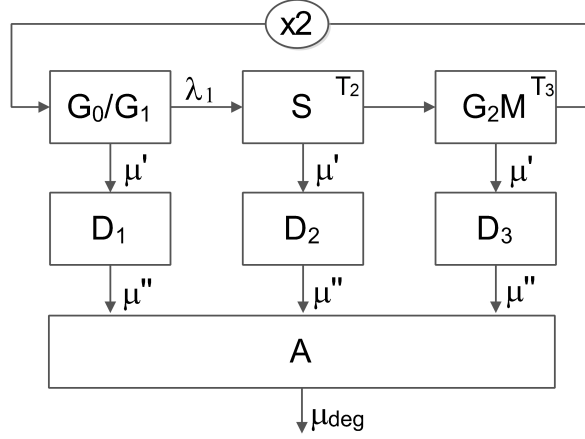 x2
G₀/G₁ λ₁ S T₂ G₂M T₃
μ' μ' μ'
D₁ D₂ D₃
μ'' μ'' μ''
A
μdeg